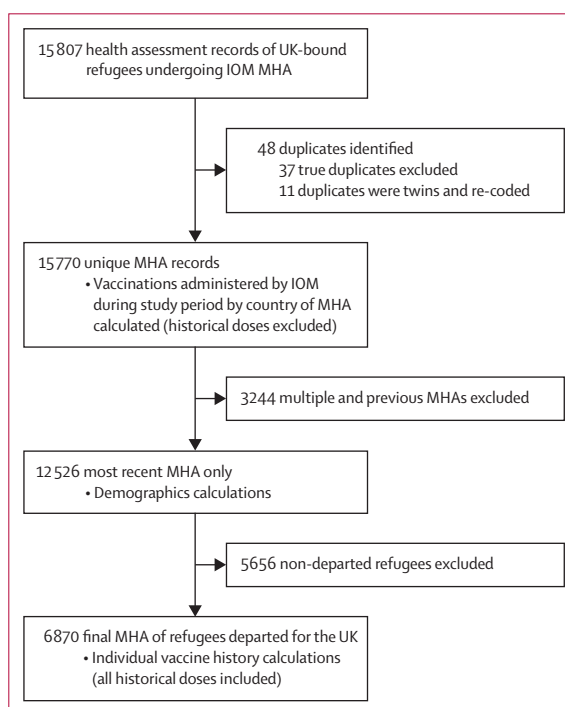 15 807 health assessment records of UK-bound
refugees undergoing IOM MHA
48 duplicates identified
37 true duplicates excluded
11 duplicates were twins and re-coded
15 770 unique MHA records
• Vaccinations administered by IOM
during study period by country of MHA
calculated (historical doses excluded)
3244 multiple and previous MHAs excluded
12 526 most recent MHA only
• Demographics calculations
5656 non-departed refugees excluded
6870 final MHA of refugees departed for the UK
• Individual vaccine history calculations
(all historical doses included)